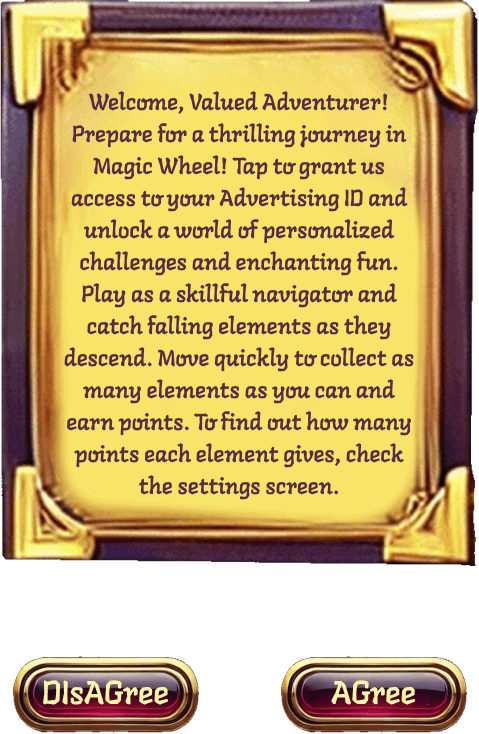 Welcome, Valued Adventurer!
Prepare for a thrilling journey in
Magic Wheel! Tap to grant us
access to your Advertising ID and
unlock a world of personalized
challenges and enchanting fun.
Play as a skillful navigator and
catch falling elements as they
descend. Move quickly to collect as
many elements as you can and
earn points. To find out how many
points each element gives, check
the settings screen.
DIsAGree
AGree